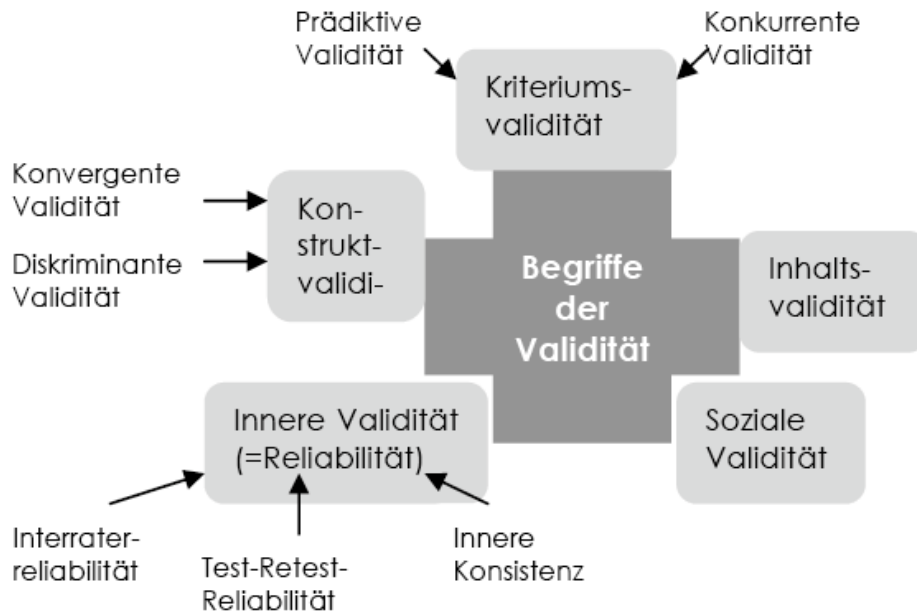 Prädiktive
Validität
Konkurrente
Validität
Kriteriums-
validität
Konvergente
Validität
Diskriminante
Validität
Kon-
strukt-
validi-
Begriffe
der
Validität
Inhalts-
validität
Innere Validität
(=Reliabilität)
Soziale
Validität
Interrater-
reliabilität
Test-Retest-
Reliabilität
Innere
Konsistenz